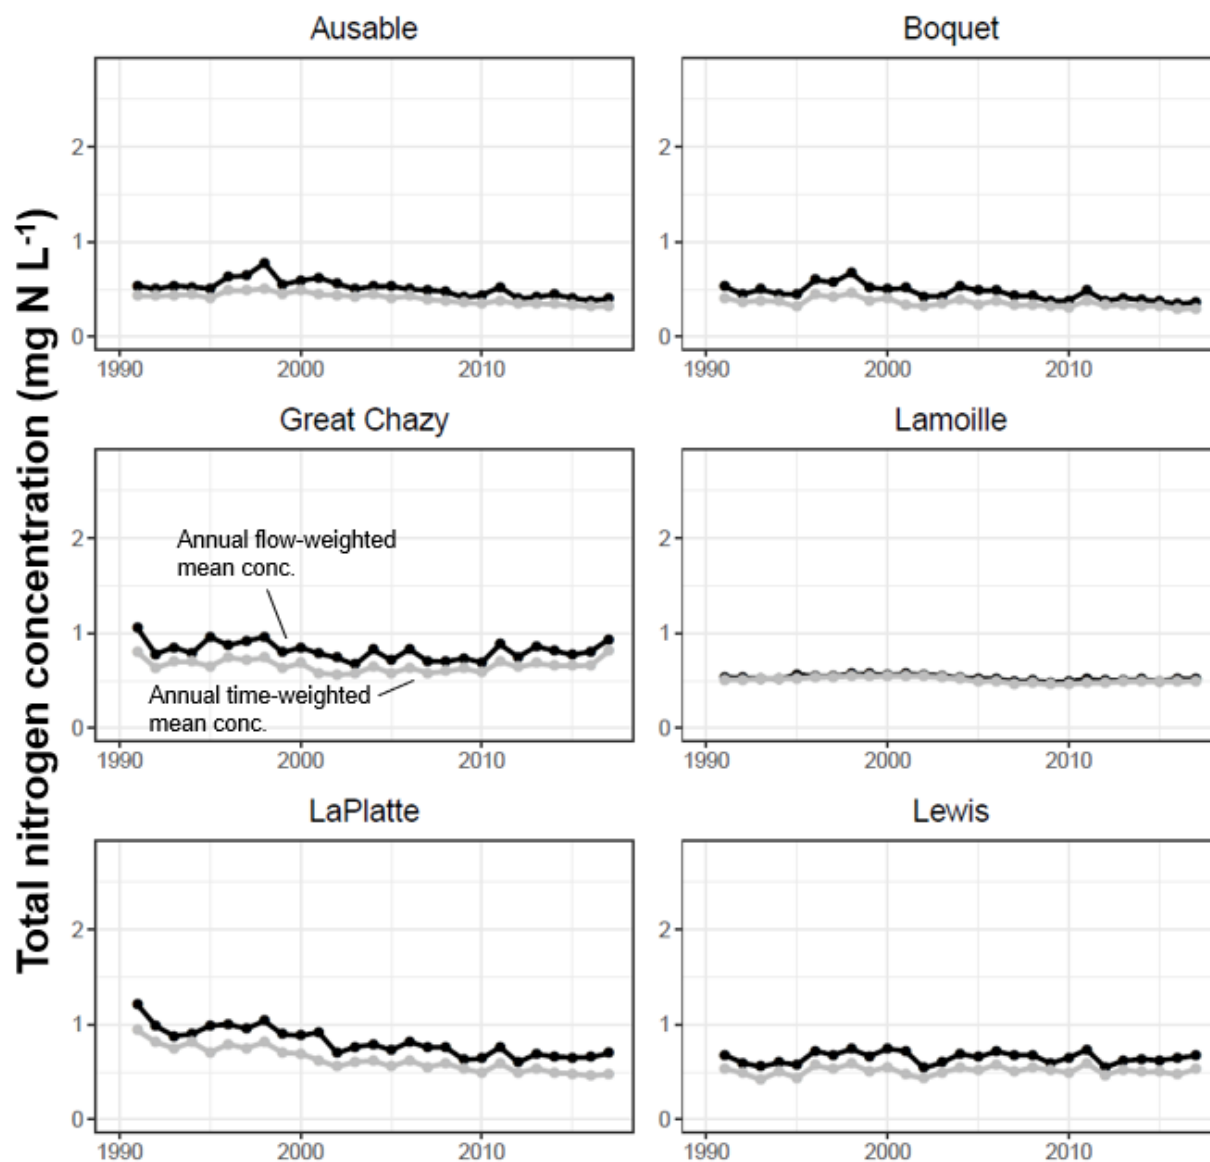 Total nitrogen concentration (mg N L-1)
Ausable
2
1
0
1990 2000 2010
Boquet
2
1
0
1990 2000 2010
Great Chazy
2
1
0
Annual flow-weighted
mean conc.
Annual time-weighted
mean conc.
1990 2000 2010
Lamoille
2
1
0
1990 2000 2010
LaPlatte
2
1
0
1990 2000 2010
Lewis
2
1
0
1990 2000 2010